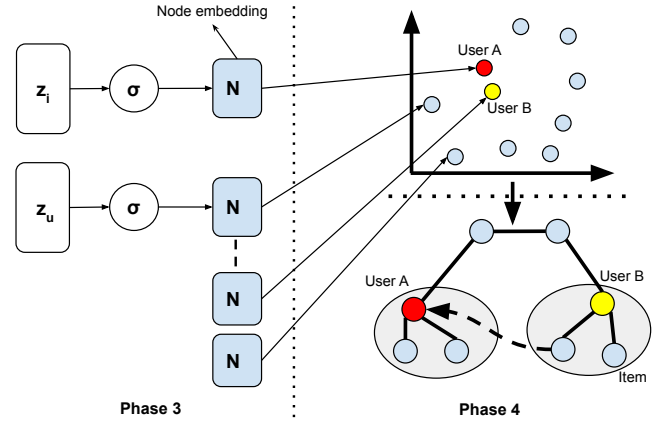 Node embedding
z_i
σ
N
User A
User B
z_u
σ
N
N
N
User A
User B
Item
Phase 3
Phase 4